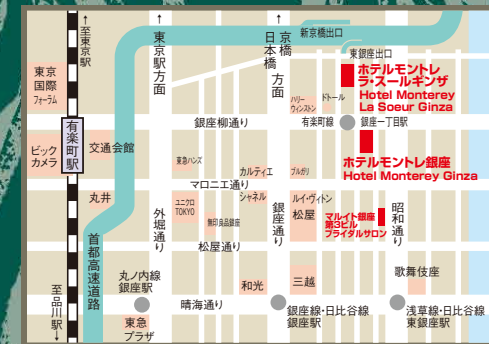 ←至東京駅
東京駅方面
↑
京橋
日本橋 方面
↑
新京橋出口
東銀座出口
東京
国際
フォーラム
ホテルモントレ
ラ・スールギンザ
Hotel Monterey
La Soeur Ginza
ハリー
ウィンストン
ドトール
有楽町線
銀座一丁目駅
銀座柳通り
有楽町駅
ビック
カメラ
交通会館
東急ハンズ
カルティエ
ブルガリ
ホテルモントレ銀座
Hotel Monterey Ginza
マロニエ通り
丸井
外堀通り
ユニクロ
TOKYO
無印良品銀座
シャネル
銀座通り
ルイ・ヴィトン
松屋
マルイト銀座
第3ビル
ブライダルサロン
昭和通り
首都高速道路
松屋通り
丸ノ内線
銀座駅
和光
三越
歌舞伎座
至品川駅→
晴海通り
東急
プラザ
銀座線・日比谷線
銀座駅
浅草線・日比谷線
東銀座駅